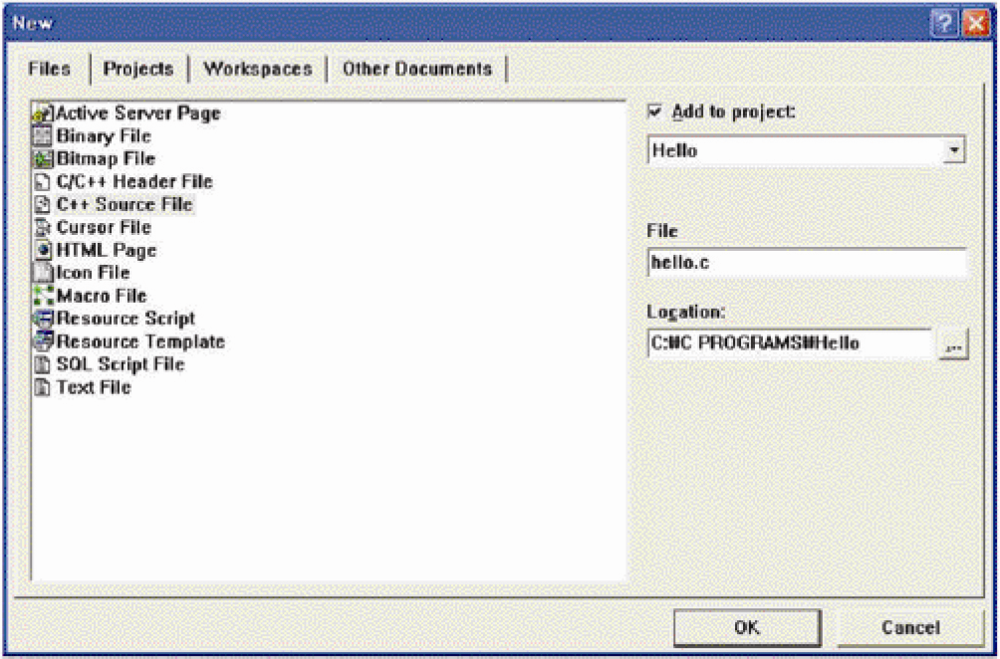 New
Files Projects Workspaces Other Documents
Active Server Page
Binary File
Bitmap File
C/C++ Header File
C++ Source File
Cursor File
HTML Page
Icon File
Macro File
Resource Script
Resource Template
SQL Script File
Text File
Add to project:
Hello
File
hello.c
Location:
C:₩C PROGRAMS₩Hello
...
OK Cancel